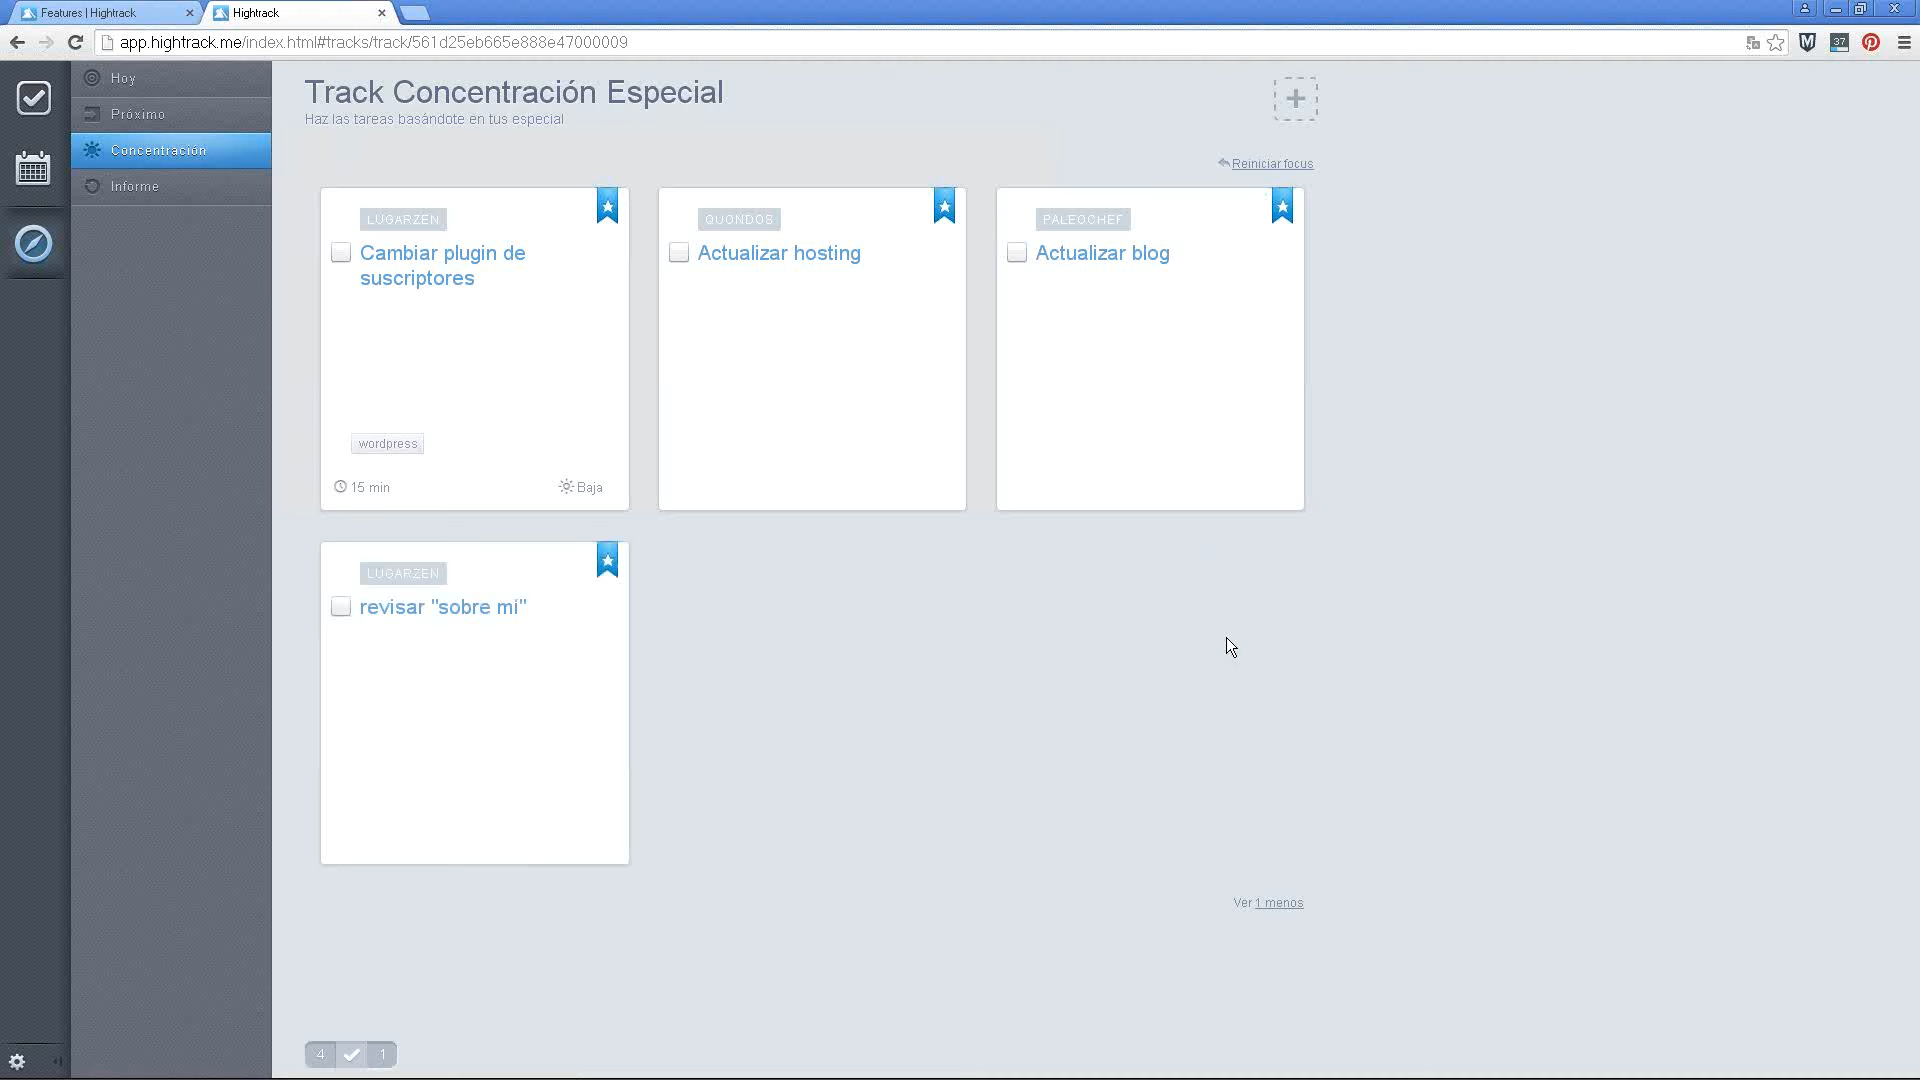 Features | Hightrack
Hightrack
app.hightrack.me/index.html#tracks/track/561d25eb665e888e47000009
37
Hoy
Próximo
Concentración
Informe
Track Concentración Especial
Haz las tareas basándote en tus especial
Reiniciar focus
LUGARZEN
Cambiar plugin de
suscriptores
wordpress
15 min
Baja
QUONDOS
Actualizar hosting
PALEOCHEF
Actualizar blog
LUGARZEN
revisar "sobre mí"
Ver 1 menos
4
1